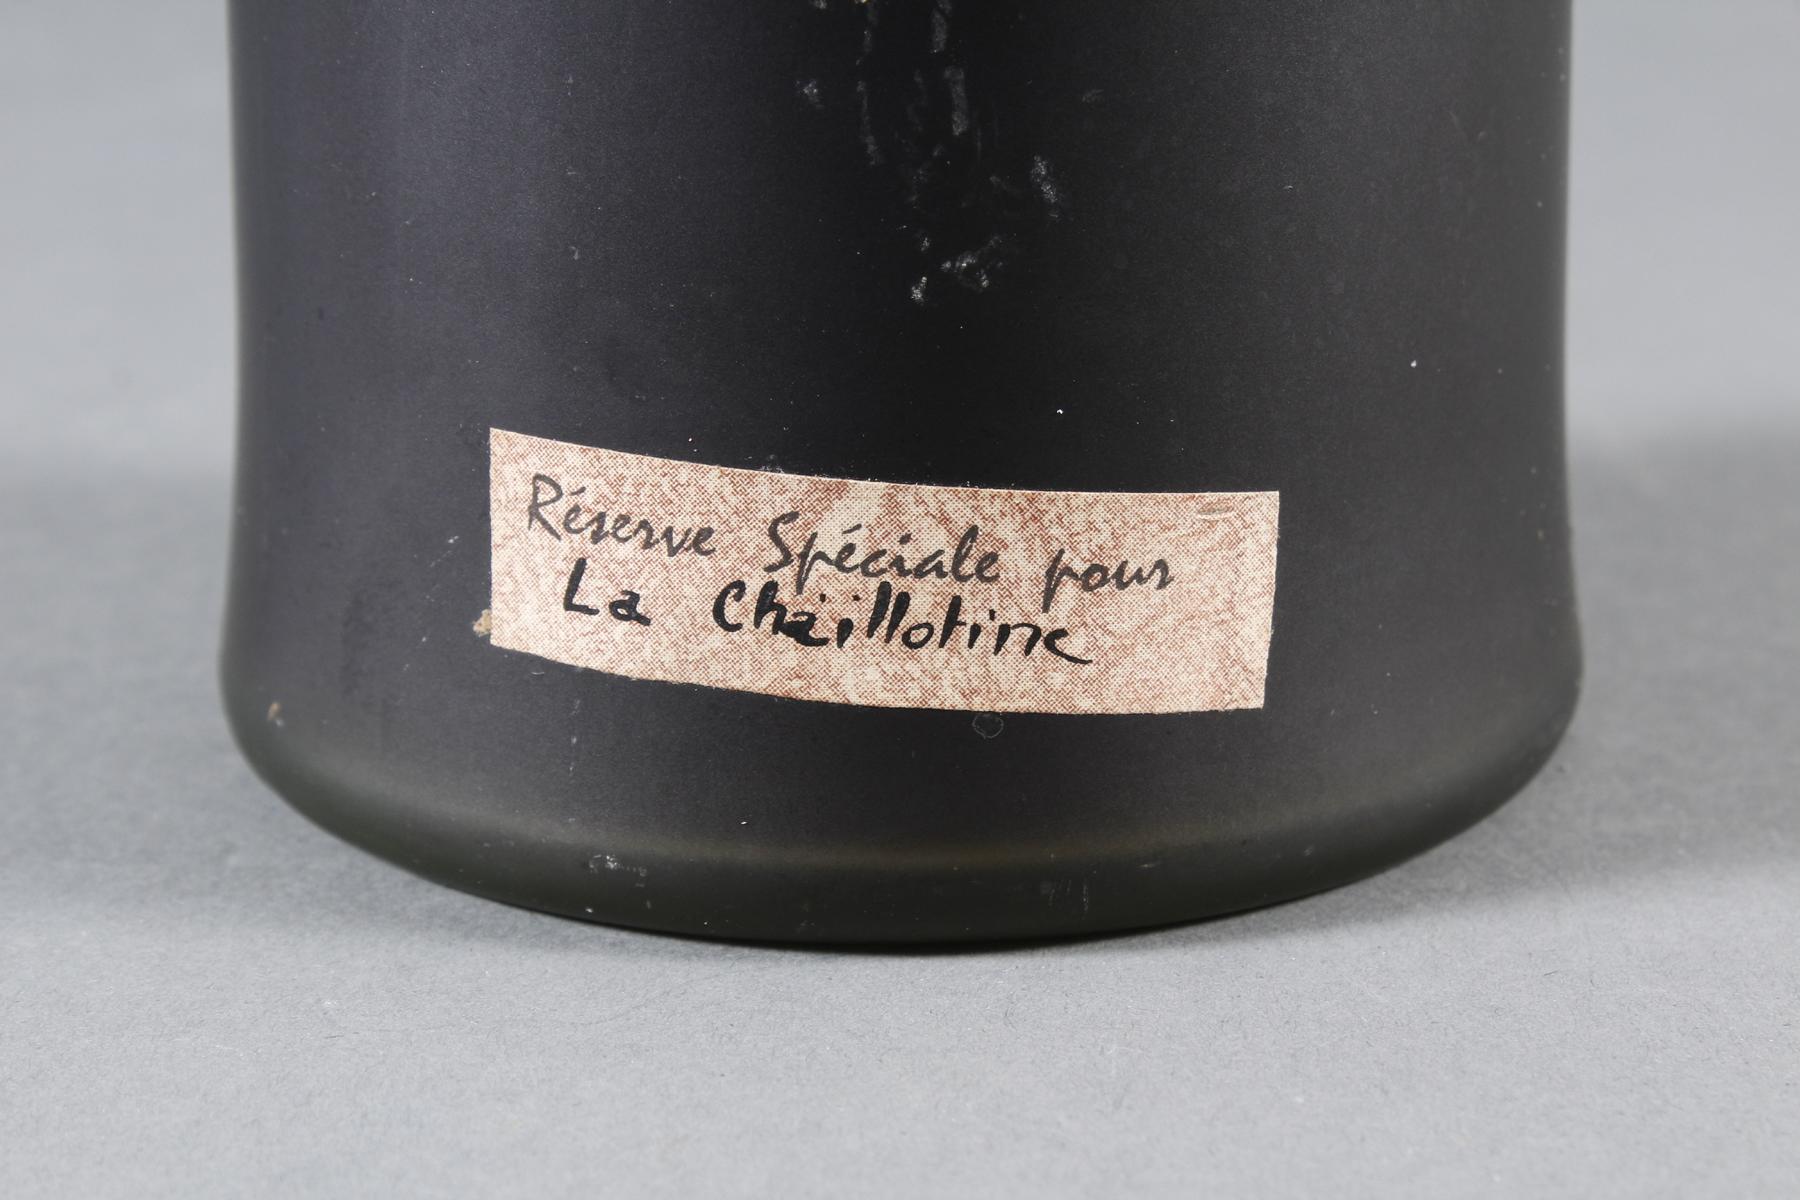 Réserve Spéciale pour
La Chaillotine